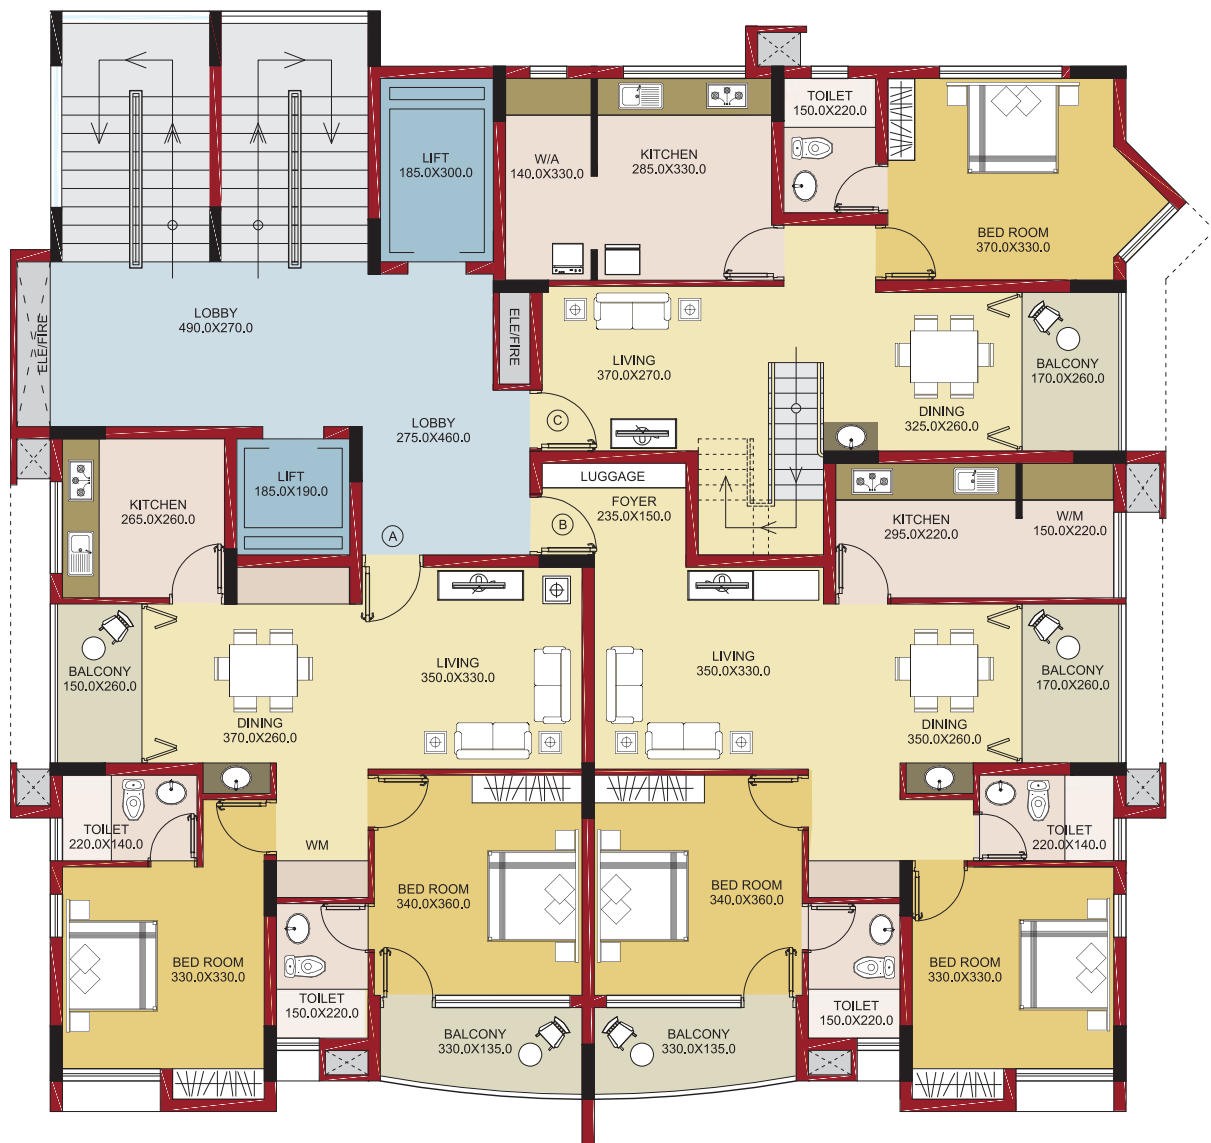 TOILET
150.0X220.0
LIFT
185.0X300.0
W/A
140.0X330.0
KITCHEN
285.0X330.0
BED ROOM
370.0X330.0
LOBBY
490.0X270.0
ELE/FIRE
ELE/FIRE
LIVING
370.0X270.0
BALCONY
170.0X260.0
DINING
325.0X260.0
C
LOBBY
275.0X460.0
LIFT
185.0X190.0
LUGGAGE
FOYER
235.0X150.0
B
A
KITCHEN
265.0X260.0
KITCHEN
295.0X220.0
W/M
150.0X220.0
BALCONY
150.0X260.0
LIVING
350.0X330.0
LIVING
350.0X330.0
BALCONY
170.0X260.0
DINING
370.0X260.0
DINING
350.0X260.0
TOILET
220.0X140.0
WM
TOILET
220.0X140.0
BED ROOM
340.0X360.0
BED ROOM
340.0X360.0
BED ROOM
330.0X330.0
BED ROOM
330.0X330.0
TOILET
150.0X220.0
TOILET
150.0X220.0
BALCONY
330.0X135.0
BALCONY
330.0X135.0